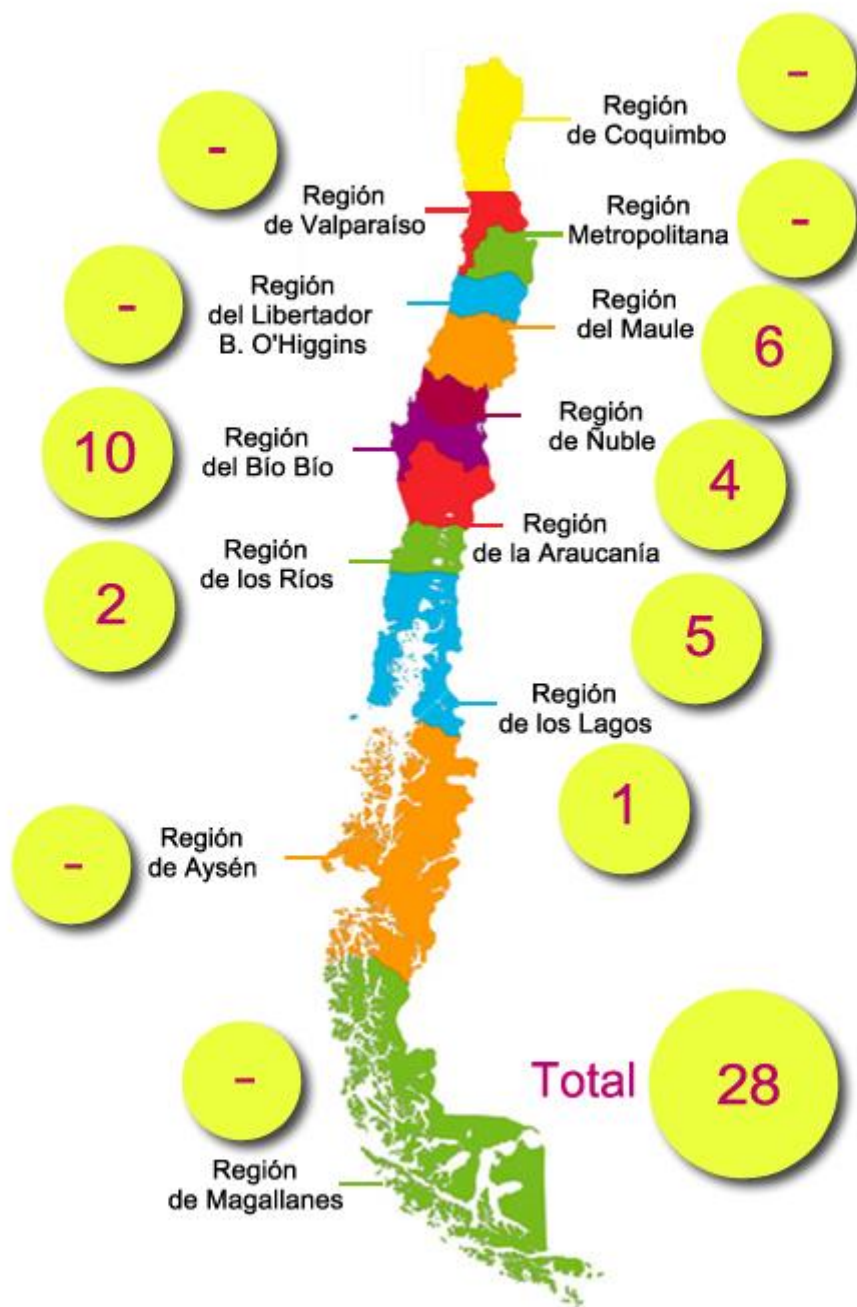 -
Región
de Coquimbo
-
Región
de Valparaíso
Región
Metropolitana
-
-
Región
del Libertador
B. O'Higgins
Región
del Maule
6
10
Región
del Bío Bío
Región
de Ñuble
4
2
Región
de los Ríos
Región
de la Araucanía
5
Región
de los Lagos
1
-
Región
de Aysén
-
Región
de Magallanes
Total
28